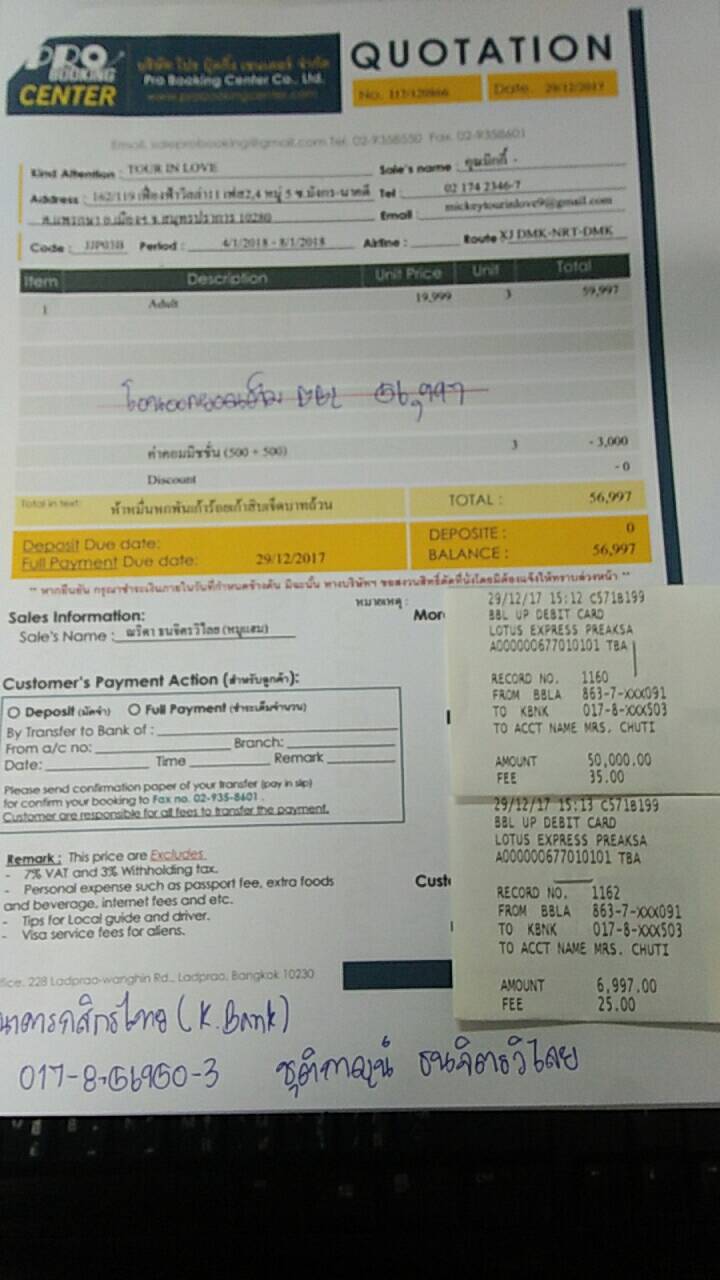 PRO
BOOKING
CENTER
บริษัท โปร บุ๊คกิ้ง เซนเตอร์ จำกัด
Pro Booking Center Co., Ltd.
www.probookingcenter.com
QUOTATION
No. 117/120866 Date. 29/12/2017
Email. saleprobooking@gmail.com Tel. 02-9358550 Fax. 02-9358601
Kind Attention : TOUR IN LOVE Sale's name :
Address : 162/119 เฟื่องฟ้าวิลล่า11 เฟส2,4 หมู่ 5 ซ.มังกร-นาคดี Tel 02 174 2346-7
ต.แพรกษา อ.เมืองฯ จ.สมุทรปราการ 10280 Email mickeytourinlove9@gmail.com
Code : JJP03B Period : 4/1/2018 - 8/1/2018 Airline : Route XJ DMK-NRT-DMK
Item Description Unit Price Unit Total
1 Adult 19,999 3 59,997
BBL 56,997
ค่าคอมมิชชั่น (500 + 500) 3 - 3,000
Discount - 0
Total in text: ห้าหมื่นหกพันเก้าร้อยเก้าสิบเจ็ดบาทถ้วน TOTAL : 56,997
Deposit Due date: DEPOSITE : 0
Full Payment Due date: 29/12/2017 BALANCE : 56,997
** หากยืนยัน กรุณาชำระเงินภายในวันที่กำหนดข้างต้น มิฉะนั้น ทางบริษัทฯ ขอสงวนสิทธิ์ตัดที่นั่งโดยมิต้องแจ้งให้ทราบล่วงหน้า **
หมายเหตุ :
Sales Information: Mor
Sale's Name : ณริตา ธนจิตรวิไลย (หมูแฮม)
Customer's Payment Action (สำหรับลูกค้า):
Deposit (มัดจำ) Full Payment (ชำระเต็มจำนวน)
By Transfer to Bank of :
From a/c no: Branch:
Date: Time Remark
Please send confirmation paper of your transfer (pay in slip)
for confirm your booking to Fax no. 02-935-8601 .
Customer are responsible for all fees to transfer the payment.
Remark : This price are Excludes
- 7% VAT and 3% Withholding tax.
- Personal expense such as passport fee, extra foods
and beverage, internet fees and etc.
- Tips for Local guide and driver.
- Visa service fees for aliens.
Cust
ffice. 228 Ladprao-wanghin Rd., Ladprao, Bangkok 10230
29/12/17 15:12 C571B199
BBL UP DEBIT CARD
LOTUS EXPRESS PREAKSA
A000000677010101 TBA
RECORD NO. 1160
FROM BBLA 863-7-XXX091
TO KBNK 017-8-XXX503
TO ACCT NAME MRS. CHUTI
AMOUNT 50,000.00
FEE 35.00
29/12/17 15:13 C571B199
BBL UP DEBIT CARD
LOTUS EXPRESS PREAKSA
A000000677010101 TBA
RECORD NO. 1162
FROM BBLA 863-7-XXX091
TO KBNK 017-8-XXX503
TO ACCT NAME MRS. CHUTI
AMOUNT 6,997.00
FEE 25.00
นาคารกสิกรไทย (K.Bank)
017-8-56950-3 ชุติกาญน์ ธนจิตรวิไลย